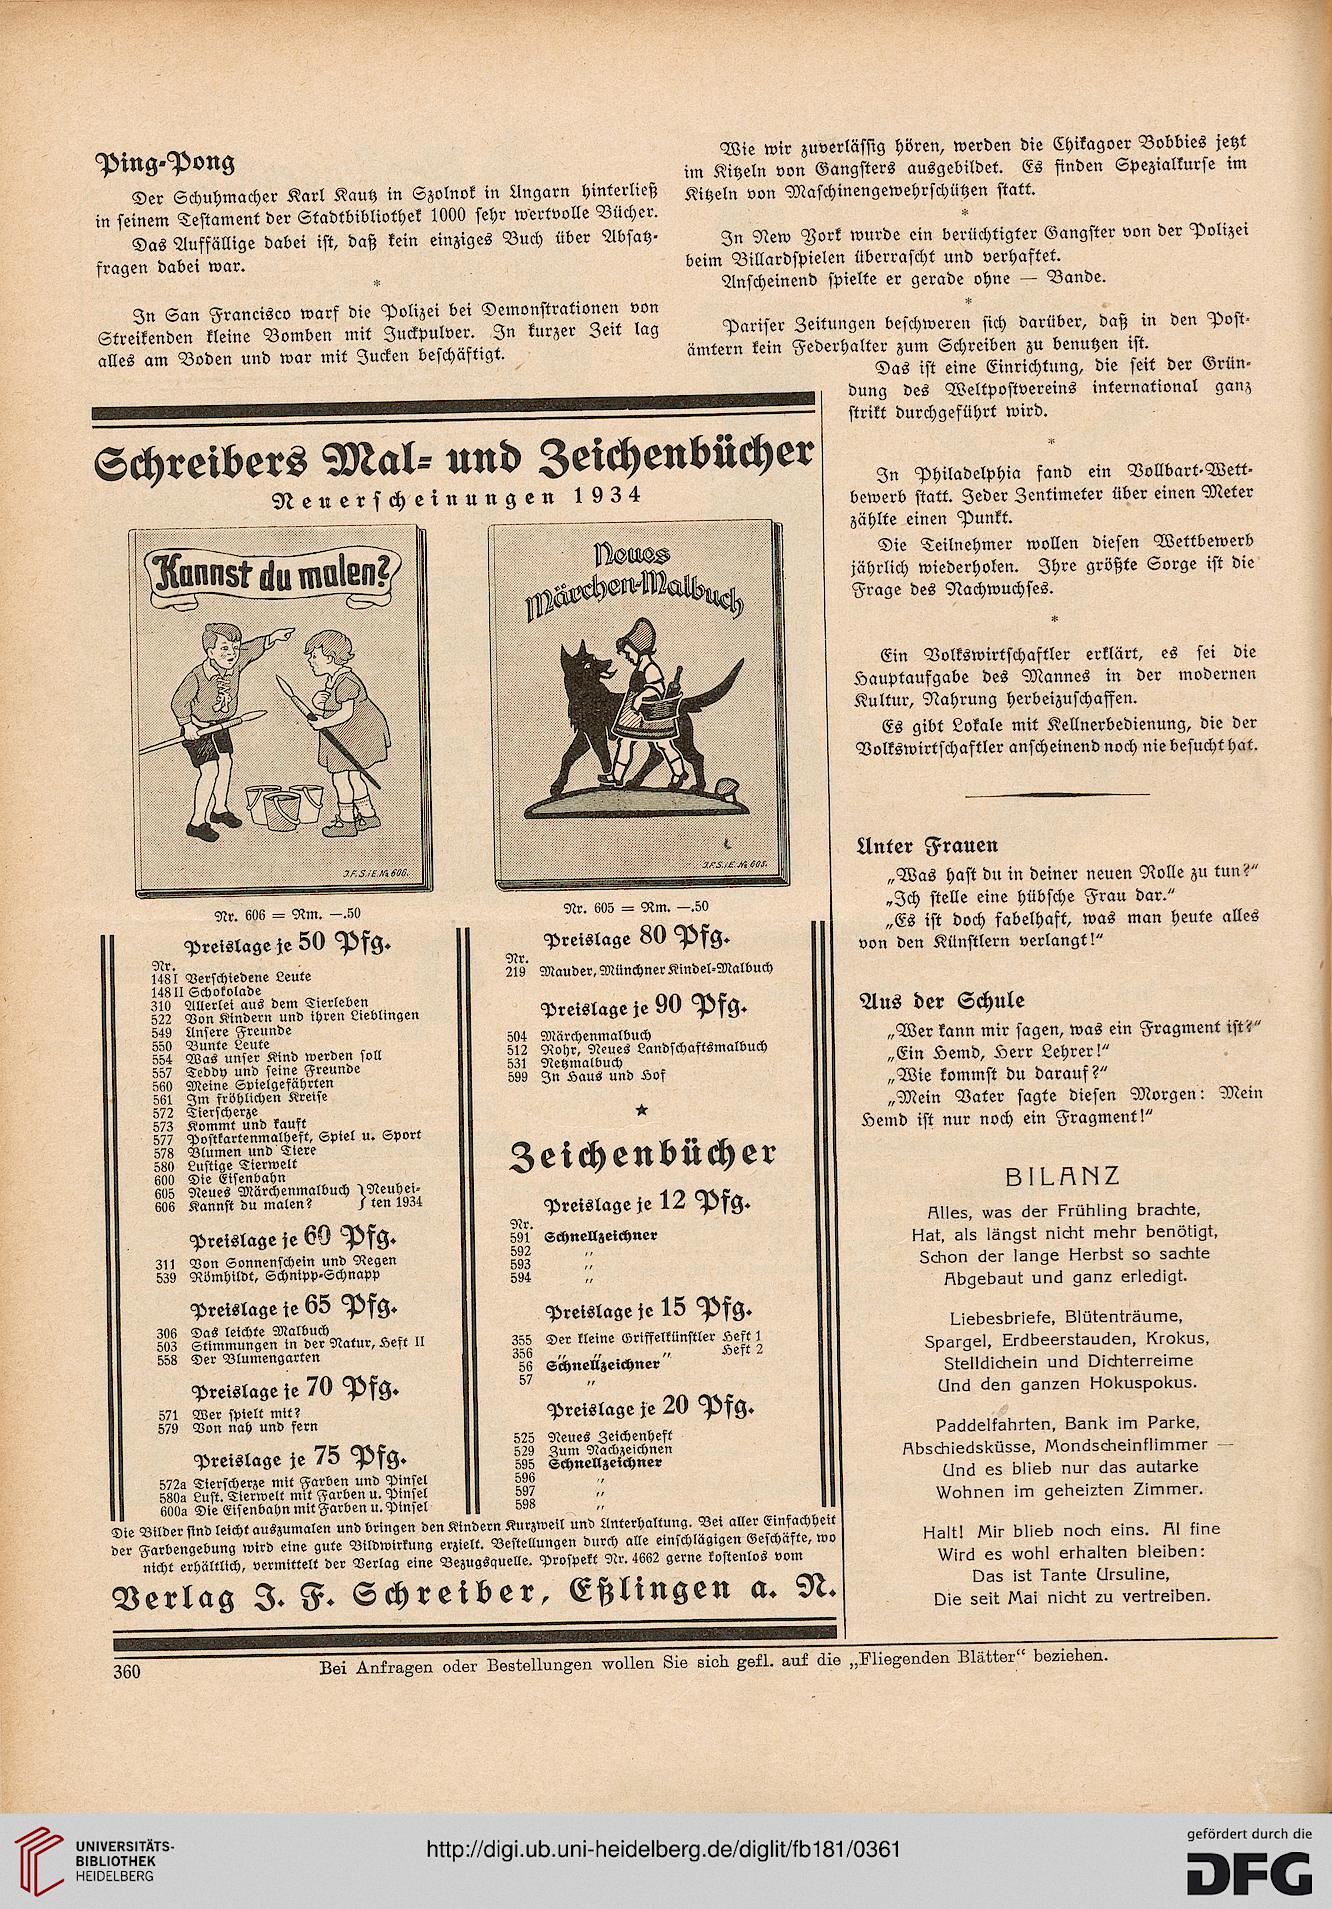 Ping-Pong
Der Schuhmacher Karl Kautz in Szolnok in Ungarn hinterließ
in seinem Testament der Stadtbibliothek 1000 sehr wertvolle Bücher.
Das Auffällige dabei ist, daß kein einziges Buch über Absatz-
fragen dabei war.
*
In San Francisco warf die Polizei bei Demonstrationen von
Streikenden kleine Bomben mit Juckpulver. In kurzer Zeit lag
alles am Boden und war mit Jucken beschäftigt.
Wie wir zuverlässig hören, werden die Chikagoer Bobbies jetzt
im Kitzeln von Gangsters ausgebildet. Es finden Spezialkurse im
Kitzeln von Maschinengewehrschützen statt.
*
In New York wurde ein berüchtigter Gangster von der Polizei
beim Billardspielen überrascht und verhaftet.
Anscheinend spielte er gerade ohne — Bande.
*
Pariser Zeitungen beschweren sich darüber, daß in den Post-
ämtern kein Federhalter zum Schreiben zu benutzen ist.
Das ist eine Einrichtung, die seit der Grün-
dung des Weltpostvereins international ganz
strikt durchgeführt wird.
*
In Philadelphia fand ein Vollbart-Wett-
bewerb statt. Jeder Zentimeter über einen Meter
zählte einen Punkt.
Die Teilnehmer wollen diesen Wettbewerb
jährlich wiederholen. Ihre größte Sorge ist die
Frage des Nachwuchses.
*
Ein Volkswirtschaftler erklärt, es sei die
Hauptaufgabe des Mannes in der modernen
Kultur, Nahrung herbeizuschaffen.
Es gibt Lokale mit Kellnerbedienung, die der
Volkswirtschaftler anscheinend noch nie besucht hat.
Unter Frauen
„Was hast du in deiner neuen Rolle zu tun?“
„Ich stelle eine hübsche Frau dar.“
„Es ist doch fabelhaft, was man heute alles
von den Künstlern verlangt!“
Aus der Schule
„Wer kann mir sagen, was ein Fragment ist?“
„Ein Hemd, Herr Lehrer!“
„Wie kommst du darauf?“
„Mein Vater sagte diesen Morgen: Mein
Hemd ist nur noch ein Fragment!“
BILANZ
Alles, was der Frühling brachte,
Hat, als längst nicht mehr benötigt,
Schon der lange Herbst so sachte
Abgebaut und ganz erledigt.
Liebesbriefe, Blütenträume,
Spargel, Erdbeerstauden, Krokus,
Stelldichein und Dichterreime
Und den ganzen Hokuspokus.
Paddelfahrten, Bank im Parke,
Abschiedsküsse, Mondscheinflimmer —
Und es blieb nur das autarke
Wohnen im geheizten Zimmer.
Halt! Mir blieb noch eins. Al fine
Wird es wohl erhalten bleiben:
Das ist Tante Ursuline,
Die seit Mai nicht zu vertreiben.
Schreibers Mal- und Zeichenbücher
Neuerscheinungen 1934
Kannst du malen?
J.F.S.i.E.No 606.
Neues
Märchen-Malbuch
J.F.S.i.E.No 605.
Nr. 606 = Rm. —.50
Nr. 605 = Rm. —.50
Preislage je 50 Pfg.
Nr.
148 I Verschiedene Leute
148 II Schokolade
310 Allerlei aus dem Tierleben
522 Von Kindern und ihren Lieblingen
549 Unsere Freunde
550 Bunte Leute
554 Was unser Kind werden soll
557 Teddy und seine Freunde
560 Meine Spielgefährten
561 Im fröhlichen Kreise
572 Tierscherze
573 Kommt und kauft
577 Postkartenmalheft, Spiel u. Sport
578 Blumen und Tiere
580 Lustige Tierwelt
600 Die Eisenbahn
605 Neues Märchenmalbuch } Neuhei-
606 Kannst du malen? } ten 1934
Preislage je 60 Pfg.
311 Von Sonnenschein und Regen
539 Römhildt, Schnipp-Schnapp
Preislage je 65 Pfg.
306 Das leichte Malbuch
503 Stimmungen in der Natur, Heft II
558 Der Blumengarten
Preislage je 70 Pfg.
571 Wer spielt mit?
579 Von nah und fern
Preislage je 75 Pfg.
572a Tierscherze mit Farben und Pinsel
580a Lust. Tierwelt mit Farben u. Pinsel
600a Die Eisenbahn mit Farben u. Pinsel
Preislage 80 Pfg.
Nr.
219 Mauder, Münchner Kindel-Malbuch
Preislage je 90 Pfg.
504 Märchenmalbuch
512 Rohr, Neues Landschaftsmalbuch
531 Netzmalbuch
599 In Haus und Hof
★
Zeichenbücher
Preislage je 12 Pfg.
Nr.
591 Schnellzeichner
592 „
593 „
594 „
Preislage je 15 Pfg.
355 Der kleine Griffelkünstler Heft 1
356 „ „ „ Heft 2
56 Schnellzeichner
57 „
Preislage je 20 Pfg.
525 Neues Zeichenheft
529 Zum Nachzeichnen
595 Schnellzeichner
596 „
597 „
598 „
Die Bilder sind leicht auszumalen und bringen den Kindern Kurzweil und Unterhaltung. Bei aller Einfachheit
der Farbengebung wird eine gute Bildwirkung erzielt. Bestellungen durch alle einschlägigen Geschäfte, wo
nicht erhältlich, vermittelt der Verlag eine Bezugsquelle. Prospekt Nr. 4662 gerne kostenlos vom
Verlag J. F. Schreiber, Eßlingen a. N.
360
Bei Anfragen oder Bestellungen wollen Sie sich gefl. auf die „Fliegenden Blätter“ beziehen.
UNIVERSITÄTS-
BIBLIOTHEK
HEIDELBERG
http://digi.ub.uni-heidelberg.de/diglit/fb181/0361
gefördert durch die
DFG